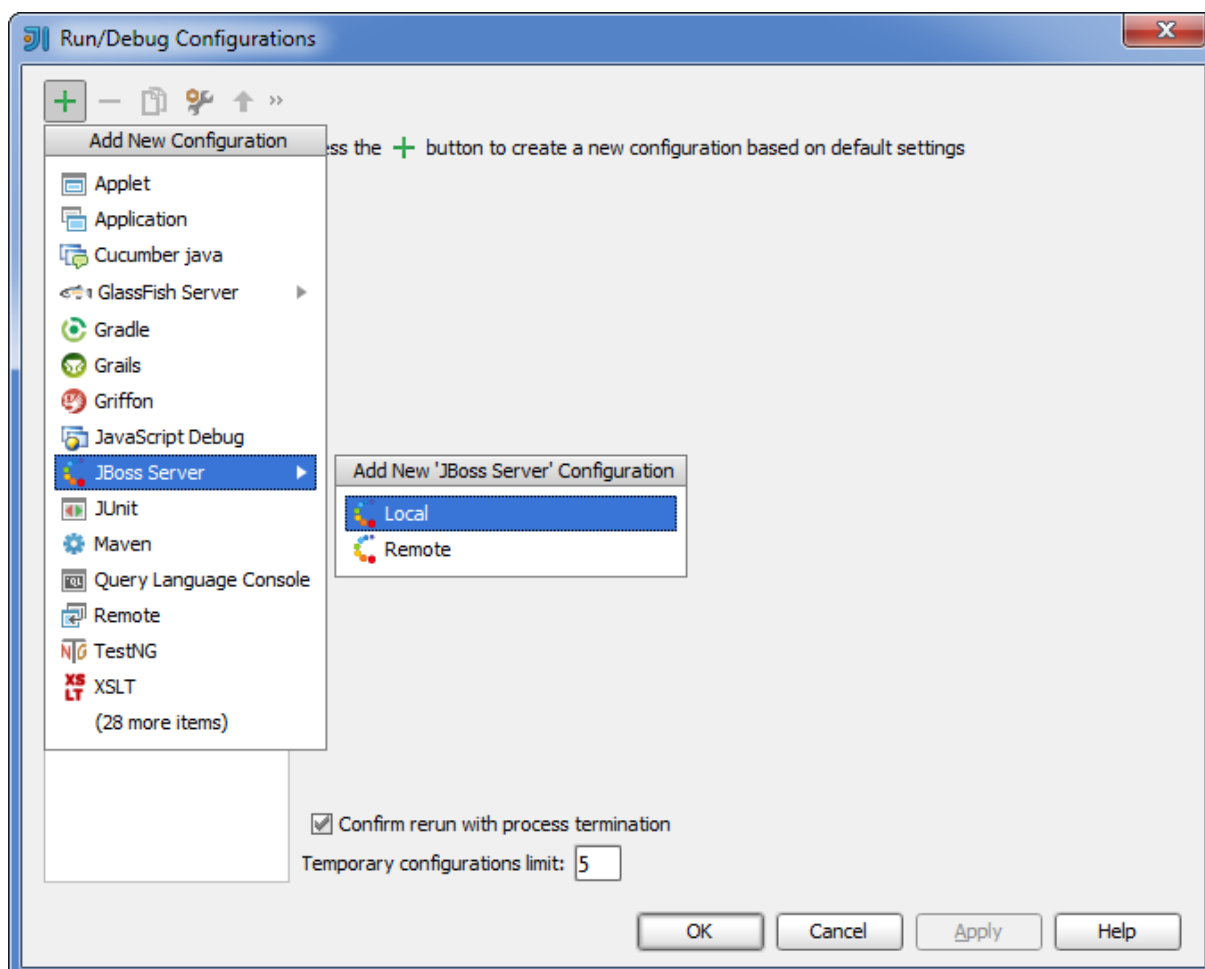 Run/Debug Configurations
Add New Configuration
ess the + button to create a new configuration based on default settings
Applet
Application
Cucumber java
GlassFish Server
Gradle
Grails
Griffon
JavaScript Debug
JBoss Server
Add New 'JBoss Server' Configuration
Local
Remote
JUnit
Maven
Query Language Console
Remote
TestNG
XSLT
(28 more items)
Confirm rerun with process termination
Temporary configurations limit: 5
OK Cancel Apply Help